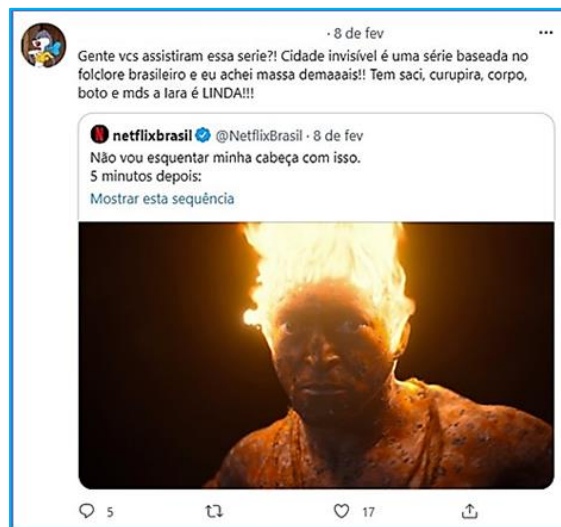 · 8 de fev
Gente vcs assistiram essa serie?! Cidade invisível é uma série baseada no
folclore brasileiro e eu achei massa demaaais!! Tem saci, curupira, corpo,
boto e mds a Iara é LINDA!!!
netflixbrasil @NetflixBrasil · 8 de fev
Não vou esquentar minha cabeça com isso.
5 minutos depois:
Mostrar esta sequência
5 17